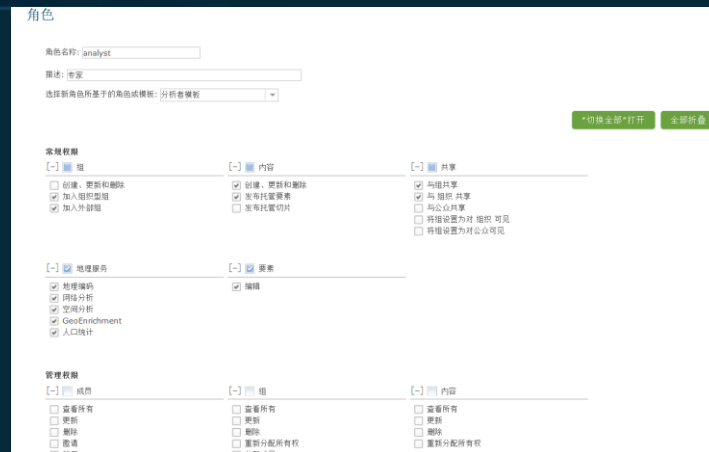 角色
角色名称: analyst
描述: 专家
选择新角色所基于的角色或模板: 分析者模板
"切换全部"打开 全部折叠
常规权限
[-] 组 [-] 内容 [-] 共享
创建、更新和删除 创建、更新和删除 与组共享
加入组织型组 发布托管要素 与 组织 共享
加入外部组 发布托管切片 与公众共享
将组设置为对 组织 可见
将组设置为对公众可见
[-] 地理服务 [-] 要素
地理编码 编辑
网络分析
空间分析
GeoEnrichment
人口统计
管理权限
[-] 成员 [-] 组 [-] 内容
查看所有 查看所有 查看所有
更新 更新 更新
删除 删除 删除
邀请 重新分配所有权 重新分配所有权